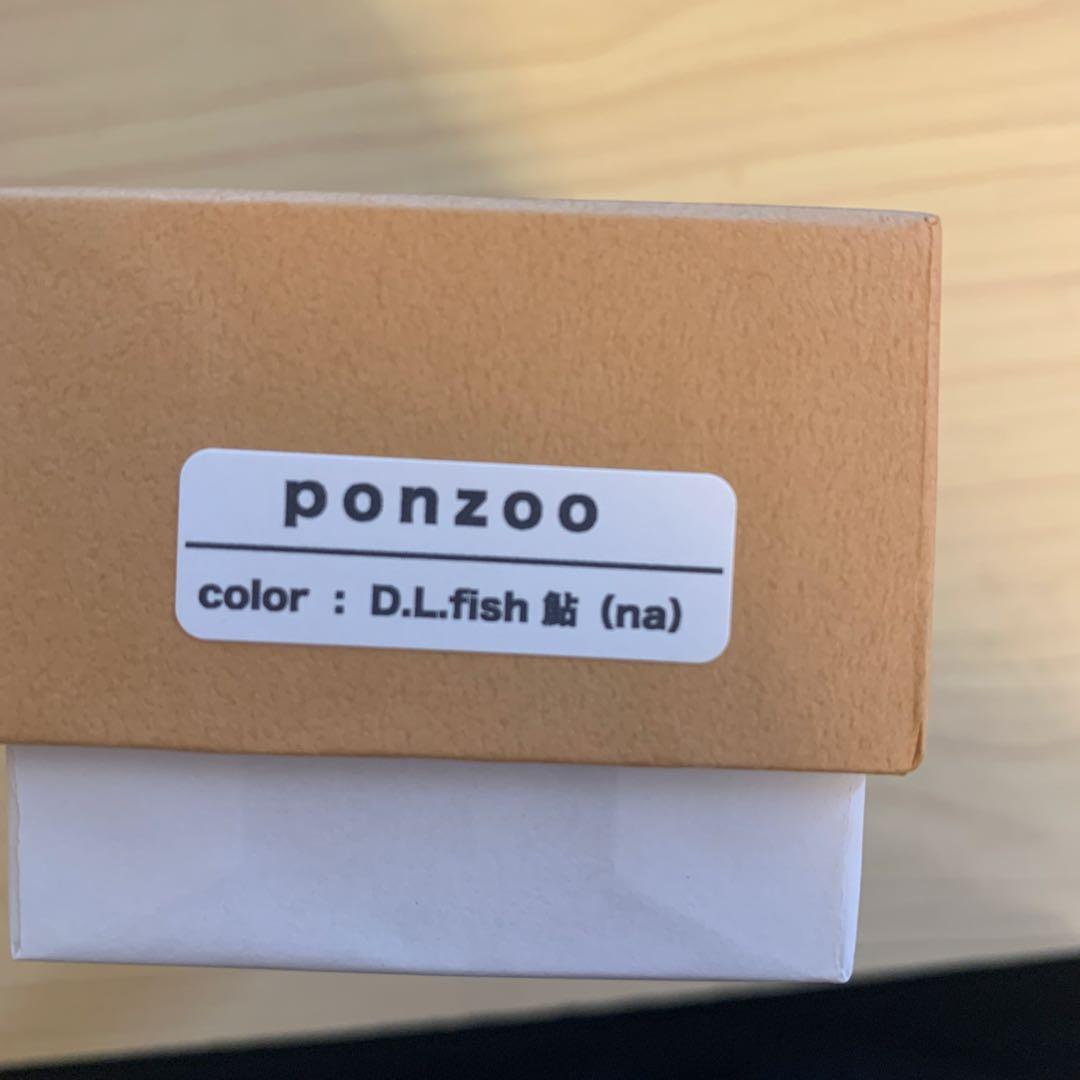 ponzoo
color : D.L.fish 鮎（na）